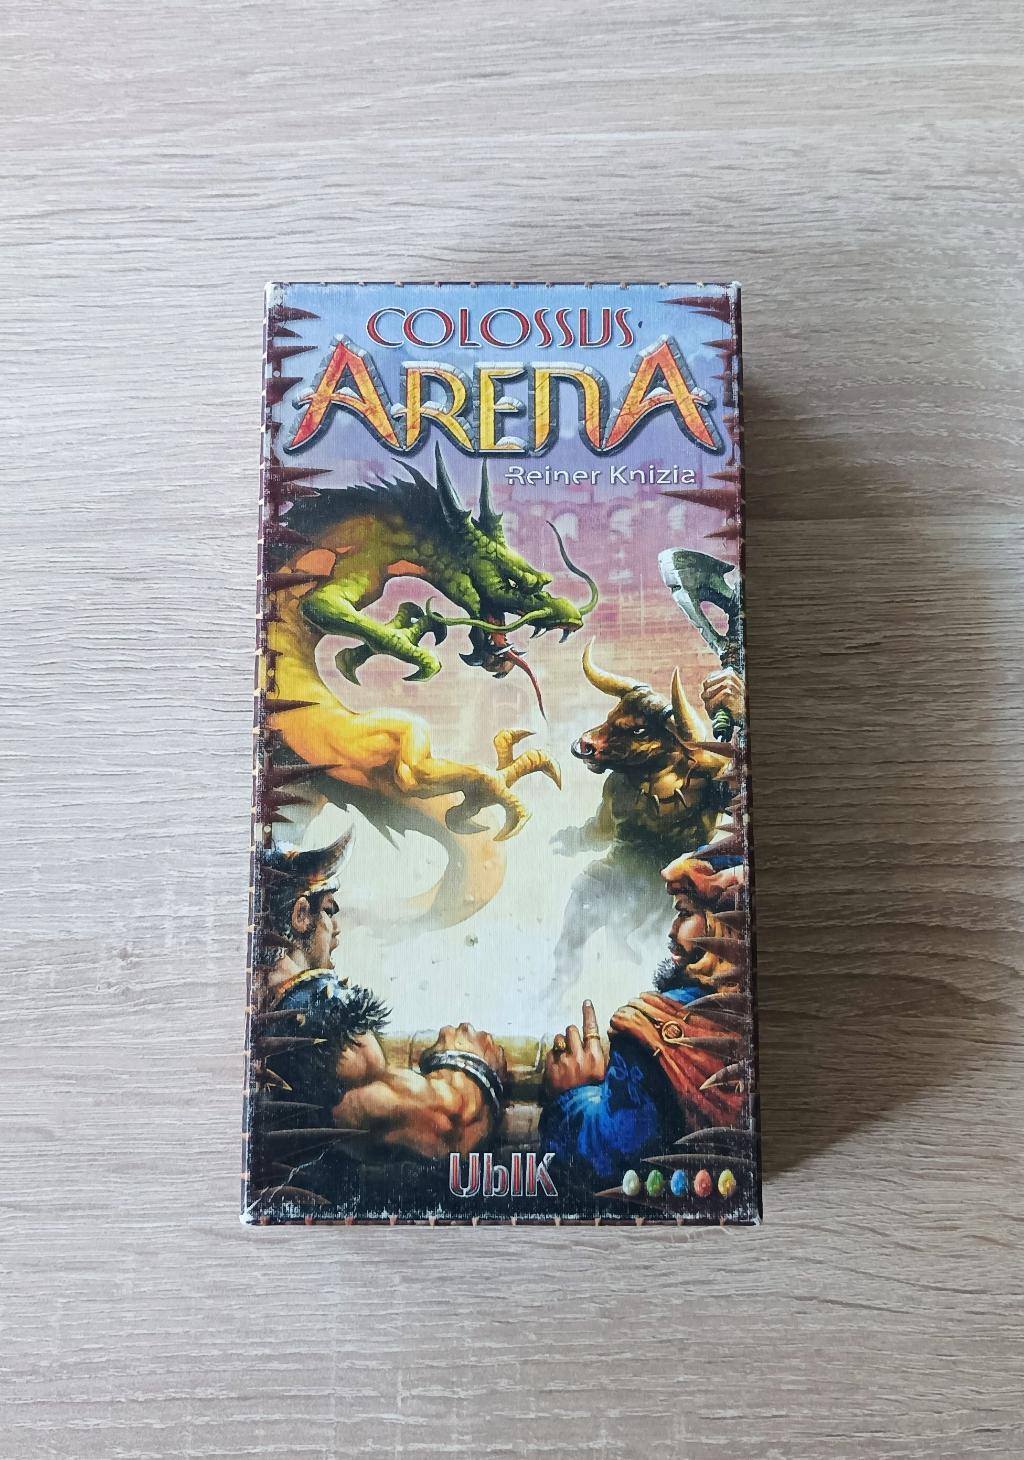 COLOSSUS
ARENA
Reiner Knizia
UbIK